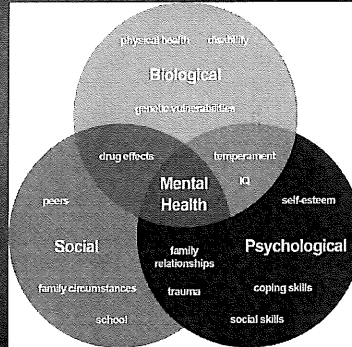 physical health disability
Biological
genetic vulnerabilities
drug effects temperament
IQ
Mental
Health
peers self-esteem
Social Psychological
family
relationships
family circumstances trauma coping skills
school social skills